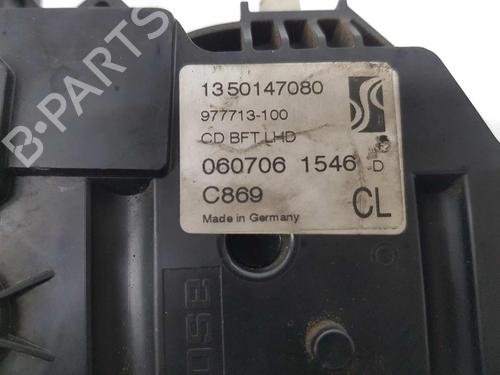 1350147080
977713-100
CD BFT LHD
060706 1546 D
C869
CL
Made in Germany
B-PARTS